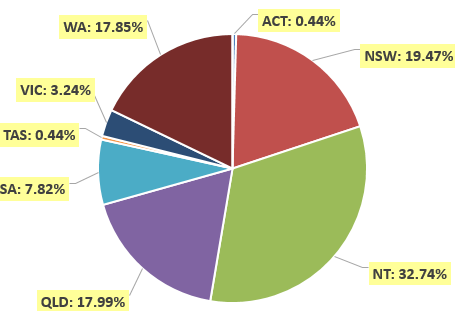 ACT: 0.44%
WA: 17.85%
NSW: 19.47%
VIC: 3.24%
TAS: 0.44%
SA: 7.82%
NT: 32.74%
QLD: 17.99%